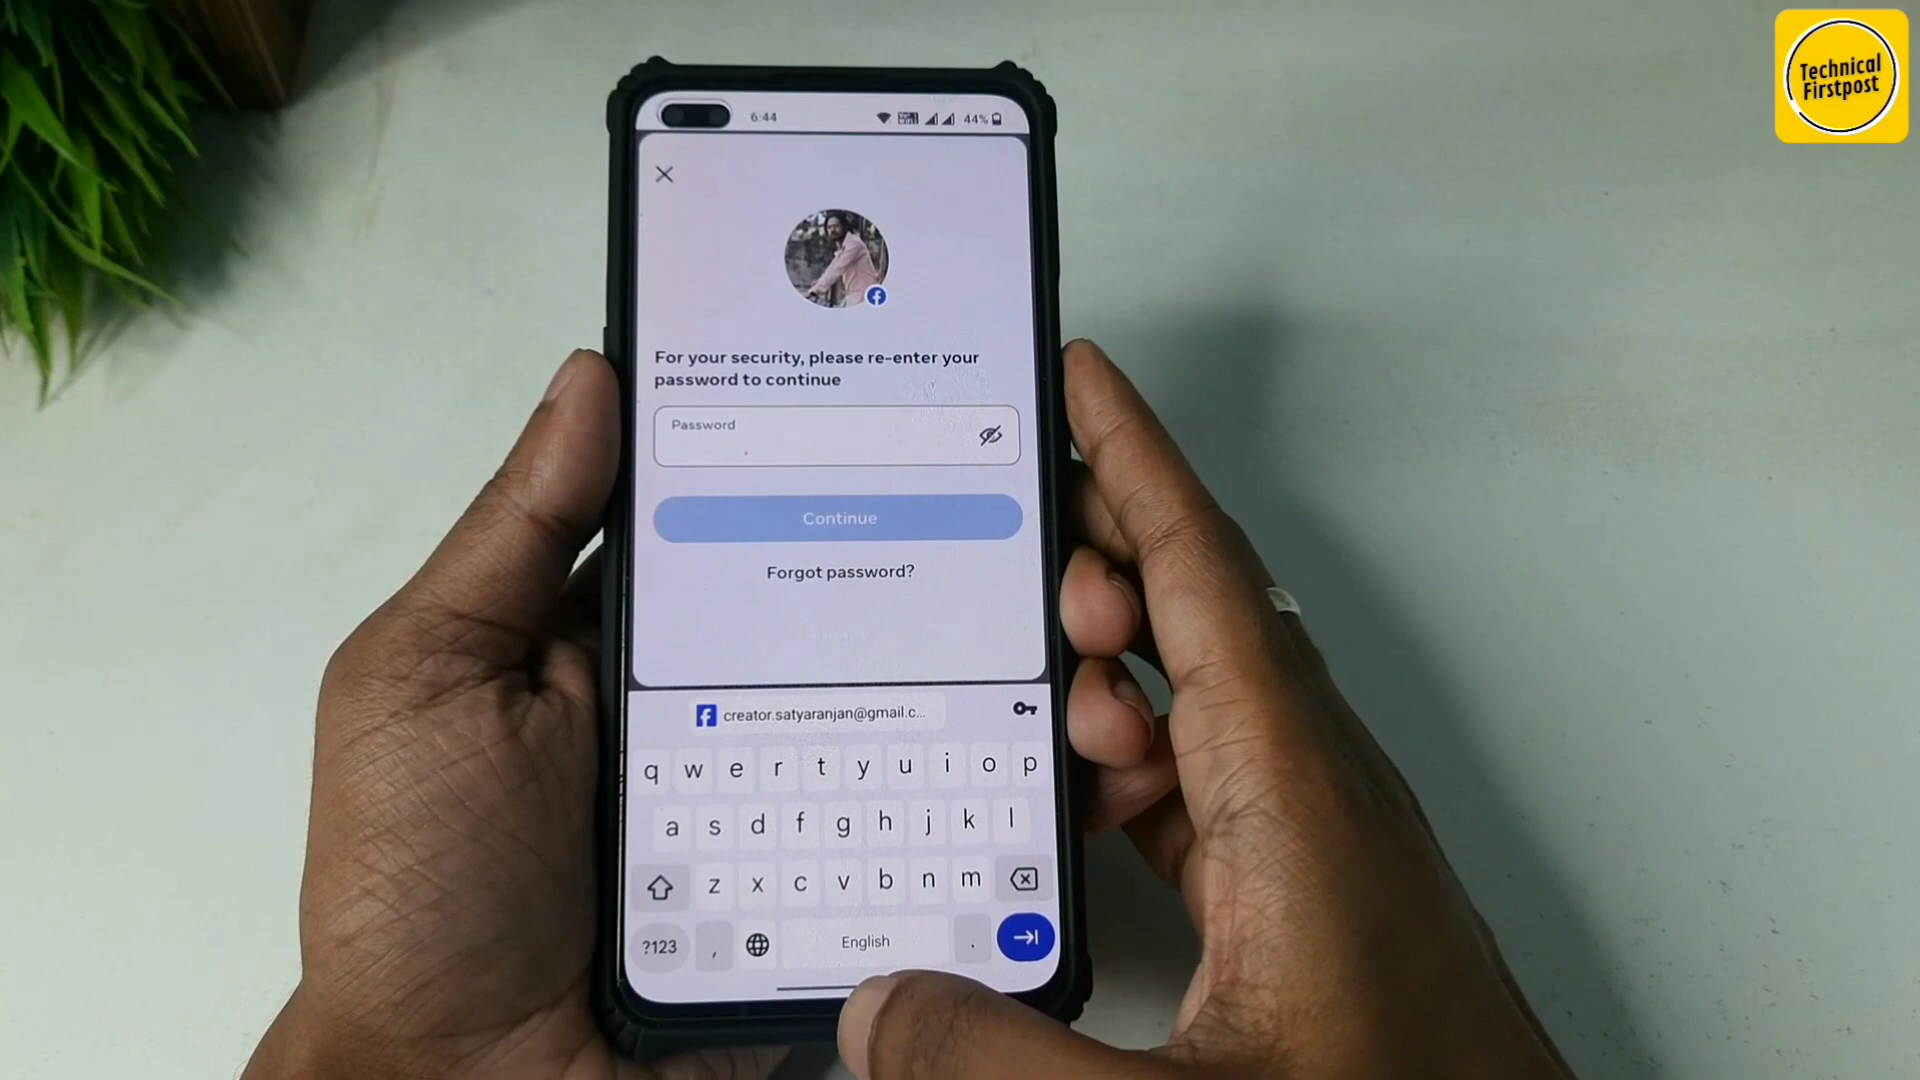 Technical
Firstpost
6:44
44%
For your security, please re-enter your
password to continue
Password
Continue
Forgot password?
creator.satyaranjan@gmail.c...
q w e r t y u i o p
a s d f g h j k l
z x c v b n m
?123 , English .